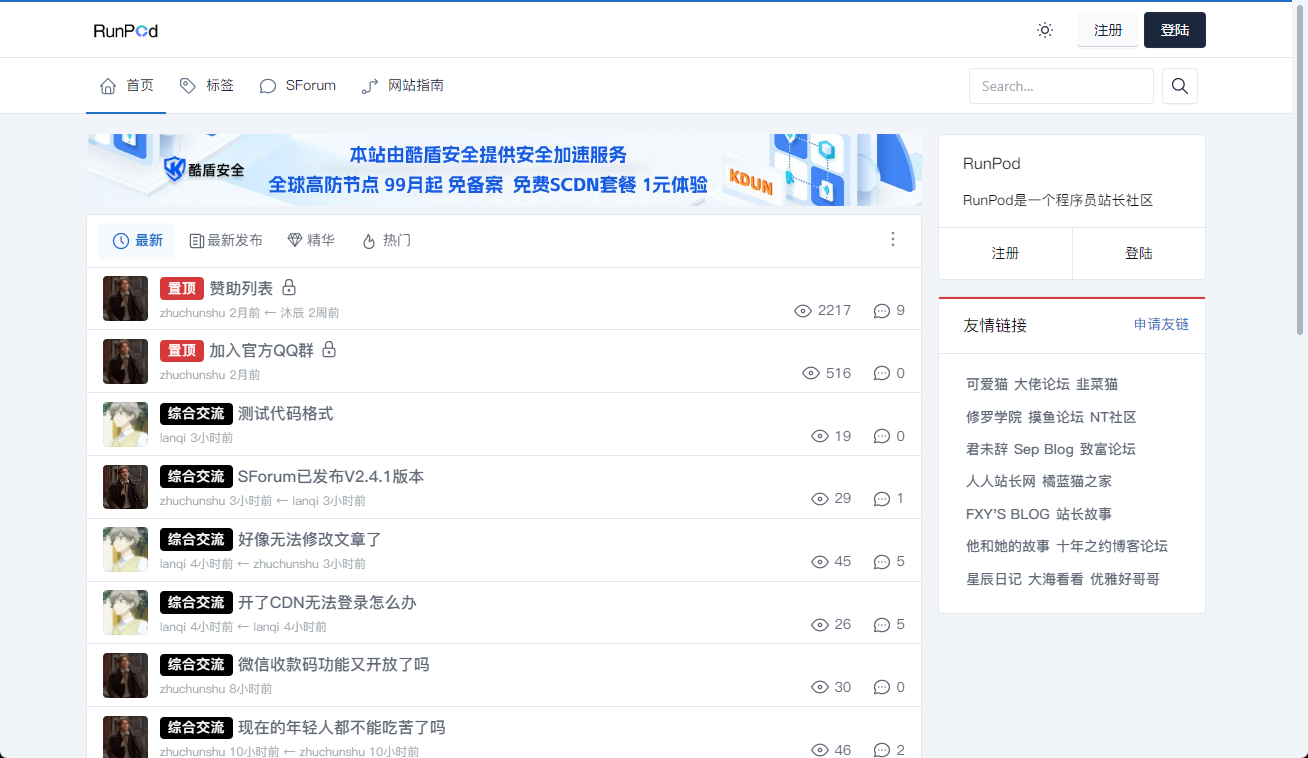 RunPod
注册 登陆
首页 标签 SForum 网站指南 Search...
酷盾安全
本站由酷盾安全提供安全加速服务
全球高防节点 99月起 免备案 免费SCDN套餐 1元体验
KDUN
最新 最新发布 精华 热门
置顶 赞助列表
zhuchunshu 2月前 ← 沐辰 2周前 2217 9
置顶 加入官方QQ群
zhuchunshu 2月前 516 0
综合交流 测试代码格式
lanqi 3小时前 19 0
综合交流 SForum已发布V2.4.1版本
zhuchunshu 3小时前 ← lanqi 3小时前 29 1
综合交流 好像无法修改文章了
lanqi 4小时前 ← zhuchunshu 3小时前 45 5
综合交流 开了CDN无法登录怎么办
lanqi 4小时前 ← lanqi 4小时前 26 5
综合交流 微信收款码功能又开放了吗
zhuchunshu 8小时前 30 0
综合交流 现在的年轻人都不能吃苦了吗
zhuchunshu 10小时前 ← zhuchunshu 10小时前 46 2
RunPod
RunPod是一个程序员站长社区
注册 登陆
友情链接 申请友链
可爱猫 大佬论坛 韭菜猫
修罗学院 摸鱼论坛 NT社区
君未辞 Sep Blog 致富论坛
人人站长网 橘蓝猫之家
FXY'S BLOG 站长故事
他和她的故事 十年之约博客论坛
星辰日记 大海看看 优雅好哥哥